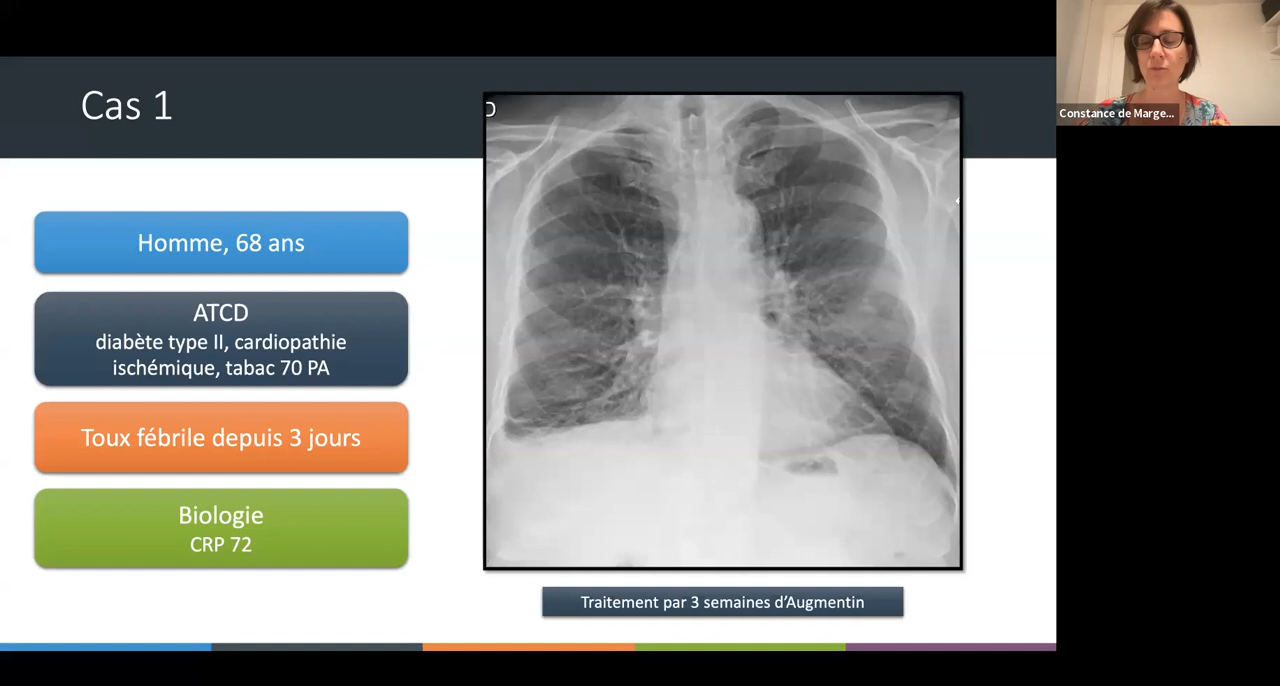 Cas 1
D
Homme, 68 ans
ATCD
diabète type II, cardiopathie
ischémique, tabac 70 PA
Toux fébrile depuis 3 jours
Biologie
CRP 72
Traitement par 3 semaines d’Augmentin
Constance de Marge...